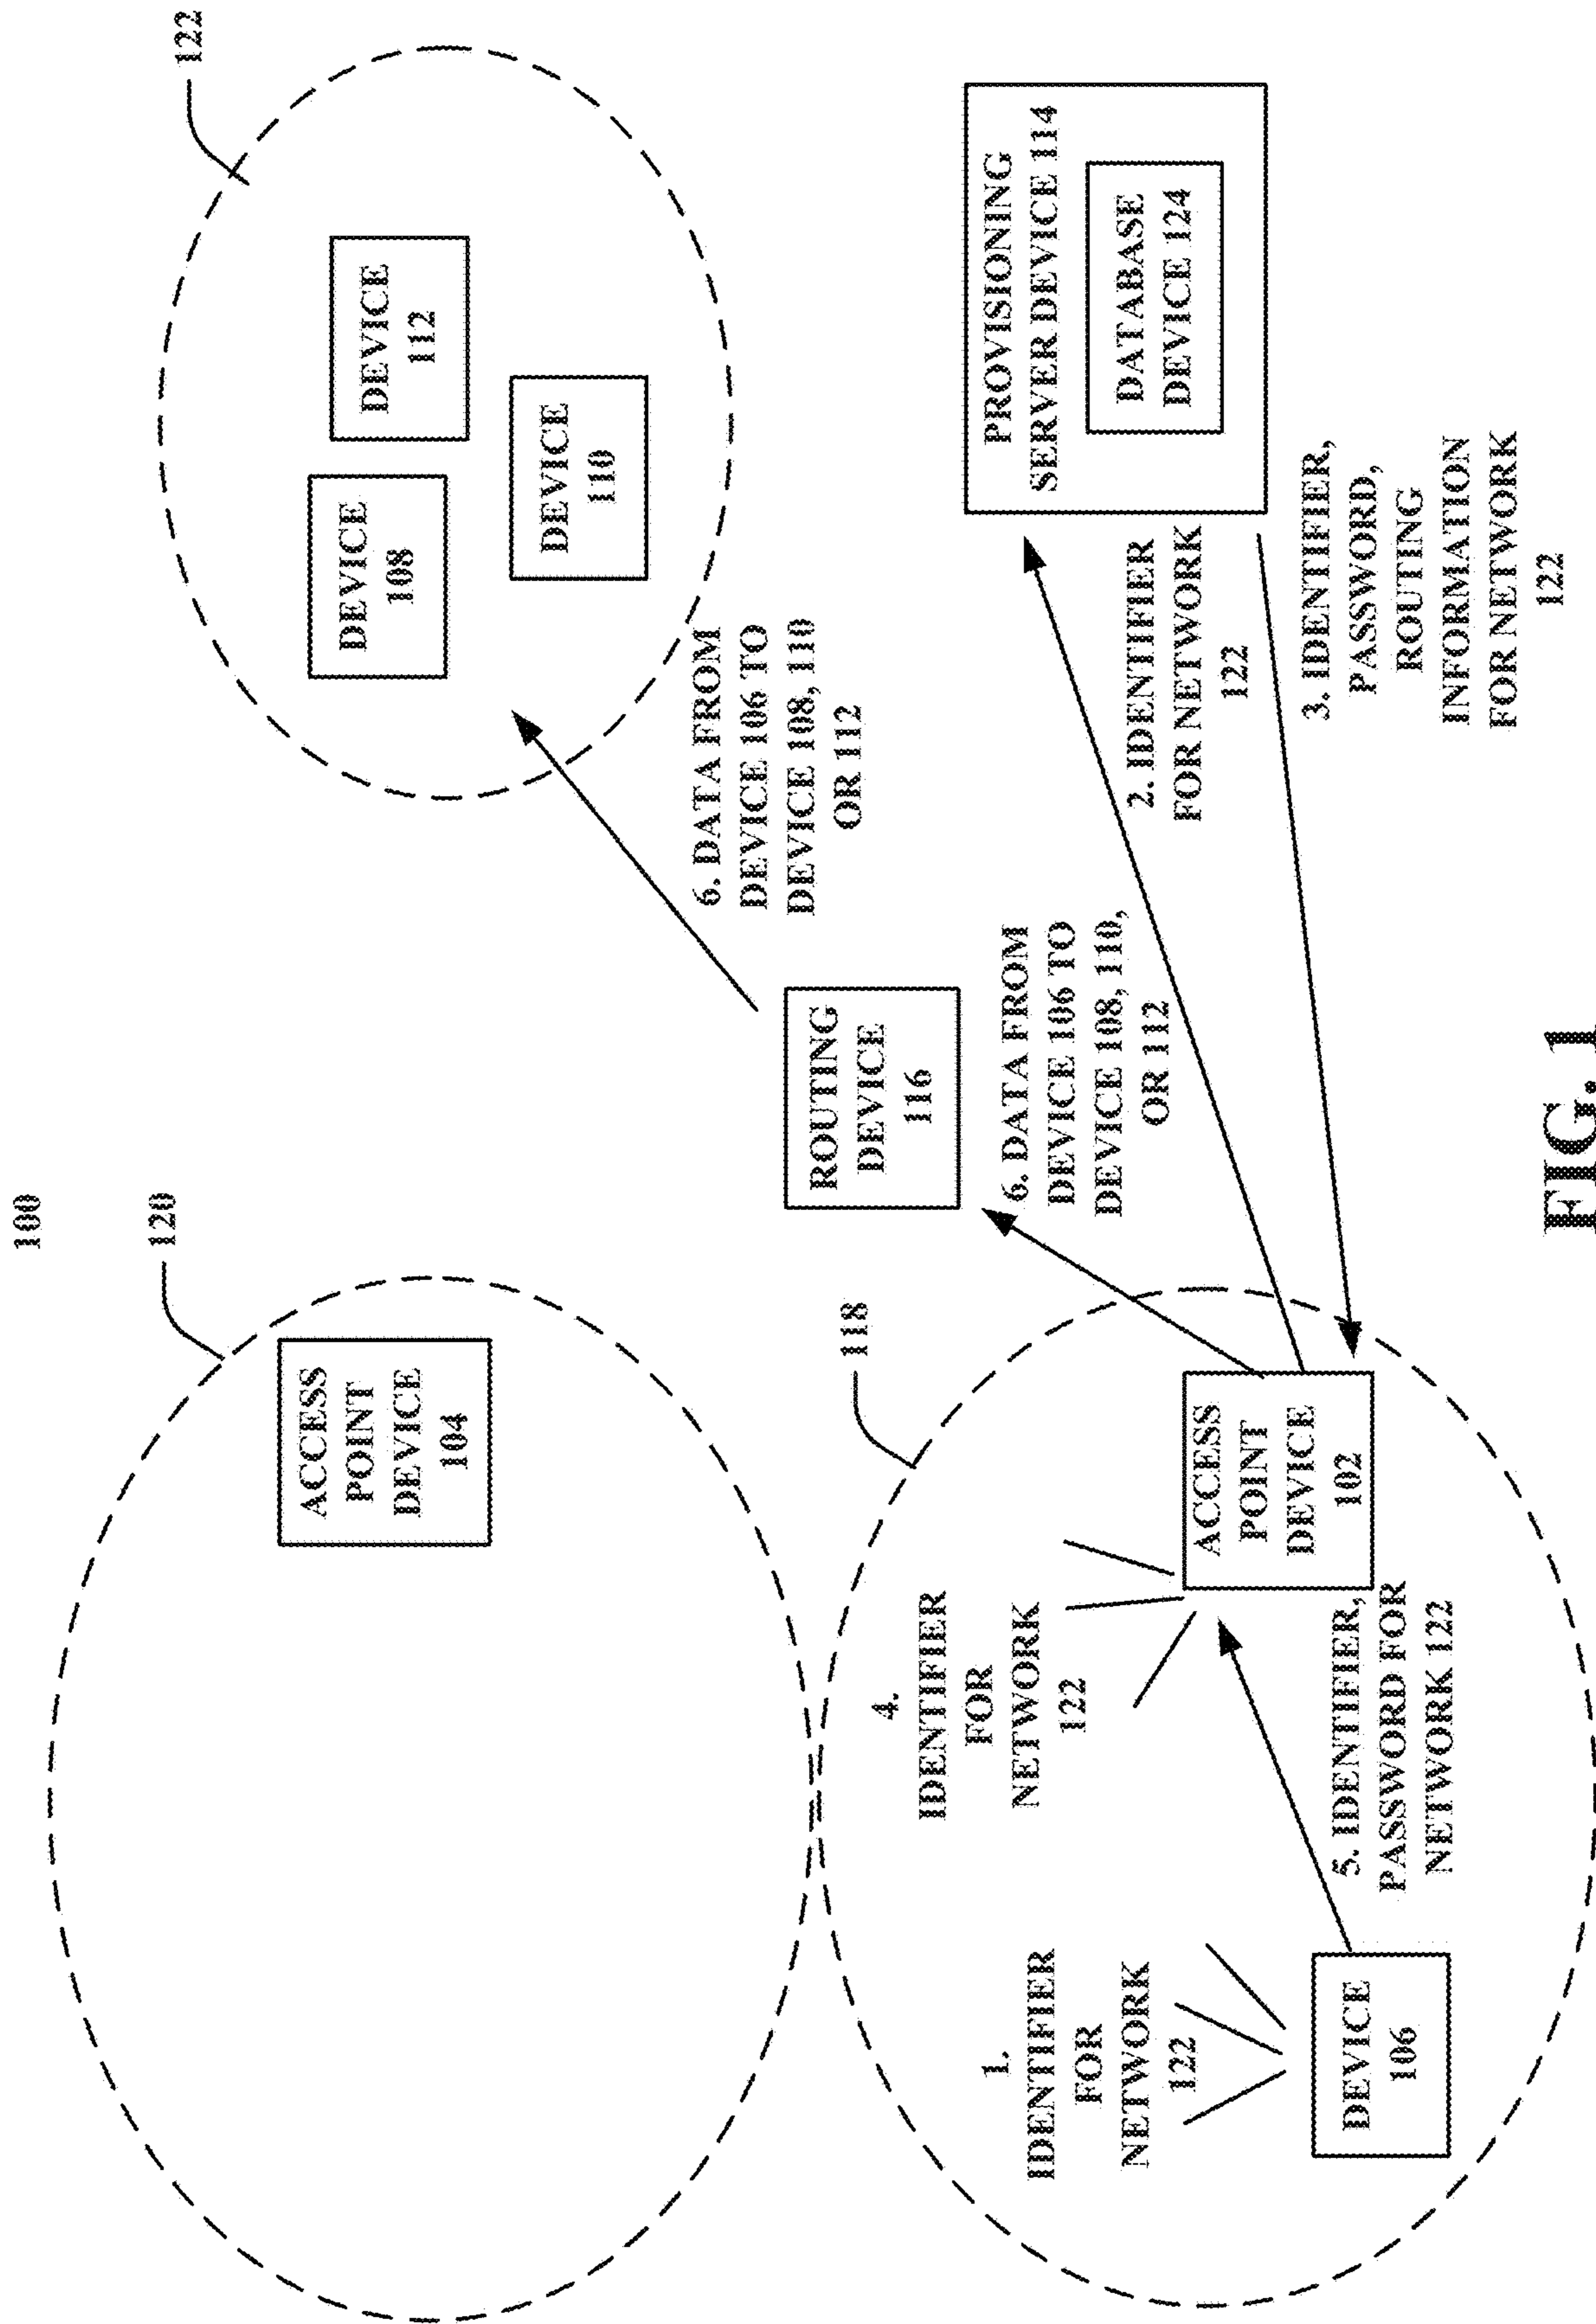 100
120
ACCESS
POINT
DEVICE
104
122
DEVICE
108
DEVICE
112
DEVICE
110
6. DATA FROM
DEVICE 106 TO
DEVICE 108, 110
OR 112
ROUTING
DEVICE
116
118
4.
IDENTIFIER
FOR
NETWORK
122
1.
IDENTIFIER
FOR
NETWORK
122
DEVICE
106
5. IDENTIFIER,
PASSWORD FOR
NETWORK 122
ACCESS
POINT
DEVICE
102
6. DATA FROM
DEVICE 106 TO
DEVICE 108, 110,
OR 112
2. IDENTIFIER
FOR NETWORK
122
3. IDENTIFIER,
PASSWORD,
ROUTING
INFORMATION
FOR NETWORK
122
PROVISIONING
SERVER DEVICE 114
DATABASE
DEVICE 124
FIG. 1